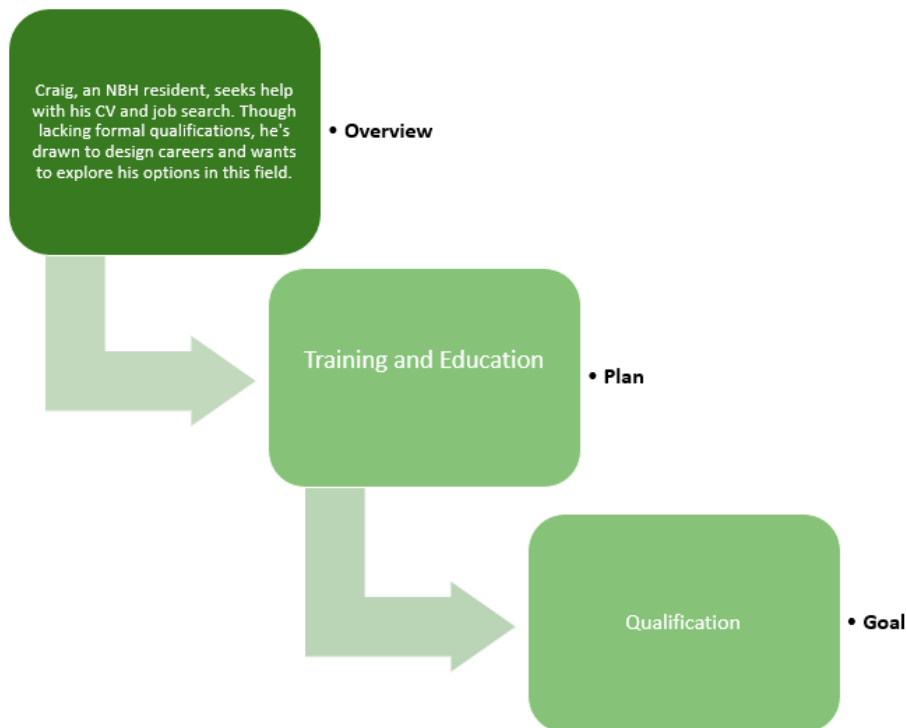 Craig, an NBH resident, seeks help
with his CV and job search. Though
lacking formal qualifications, he's
drawn to design careers and wants
to explore his options in this field.
• Overview
Training and Education
• Plan
Qualification
• Goal